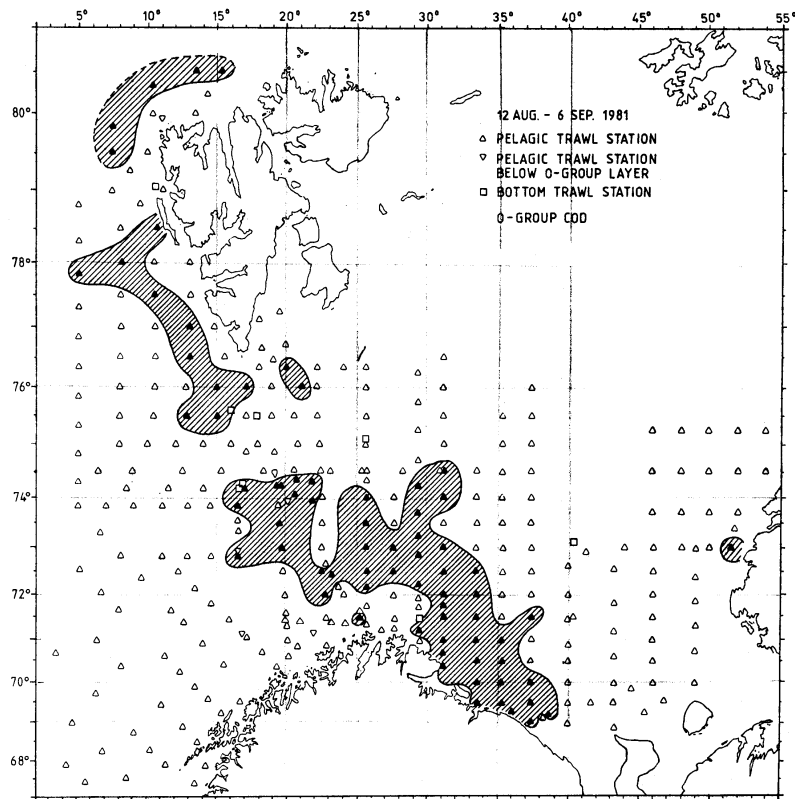 5° 10° 15° 20° 25° 30° 35° 40° 45° 50° 55°
80°
12 AUG. - 6 SEP. 1981
△ PELAGIC TRAWL STATION
▽ PELAGIC TRAWL STATION
BELOW 0-GROUP LAYER
□ BOTTOM TRAWL STATION
0-GROUP COD
78°
76°
74°
72°
70°
68°